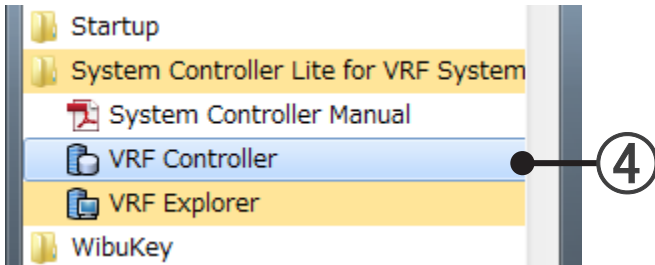 Startup
System Controller Lite for VRF System
System Controller Manual
VRF Controller
④
VRF Explorer
WibuKey